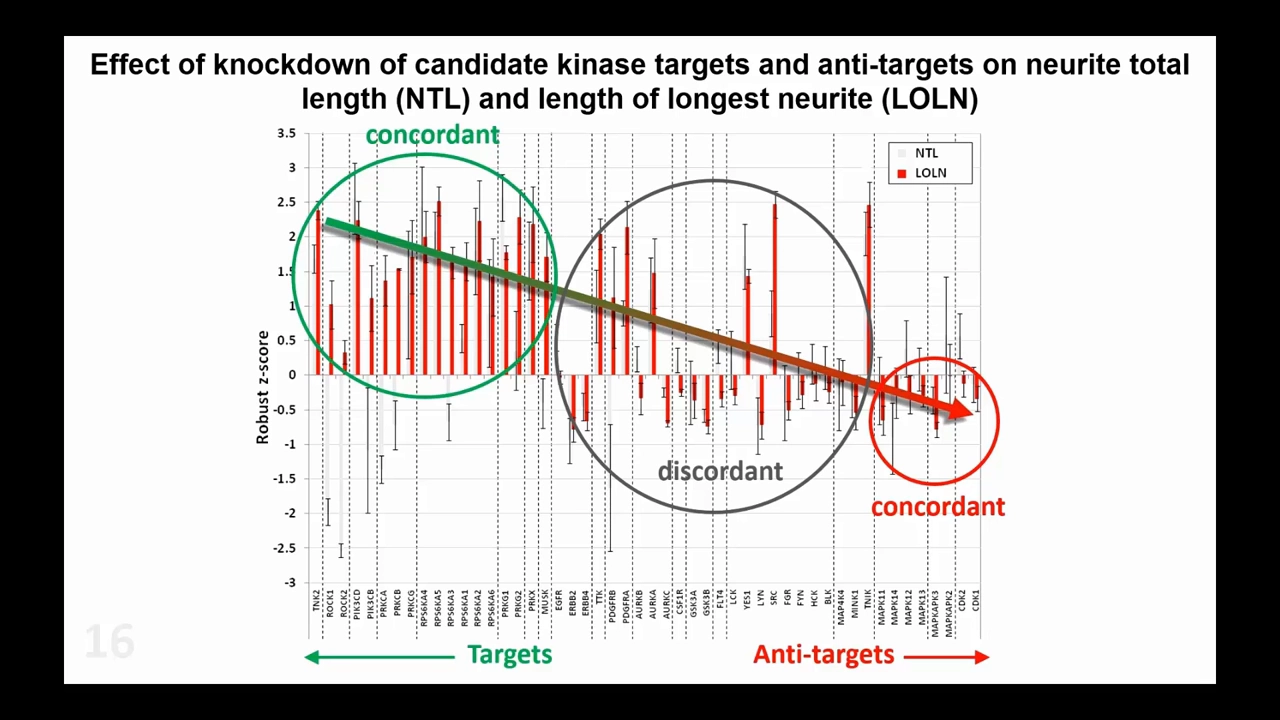 Effect of knockdown of candidate kinase targets and anti-targets on neurite total
length (NTL) and length of longest neurite (LOLN)
concordant
3.5
3
2.5
2
1.5
1
0.5
0
-0.5
-1
-1.5
-2
-2.5
-3
Robust z-score
NTL
LOLN
discordant
concordant
TNK2
ROCK1
ROCK2
PIK3CD
PIK3CB
PRKCA
PRKCB
PRKCG
RPS6KA4
RPS6KA5
RPS6KA3
RPS6KA1
RPS6KA2
RPS6KA6
PRKG1
PRKG2
PRKX
MUSK
EGFR
ERBB2
ERBB4
TTK
PDGFRB
PDGFRA
AURKB
AURKA
AURKC
CSF1R
GSK3A
GSK3B
FLT4
LCK
YES1
LYN
SRC
FGR
FYN
HCK
BLK
MAP4K4
MINK1
TNIK
MAPK11
MAPK14
MAPK12
MAPK13
MAPKAPK3
MAPKAPK2
CDK2
CDK1
Targets
Anti-targets
16